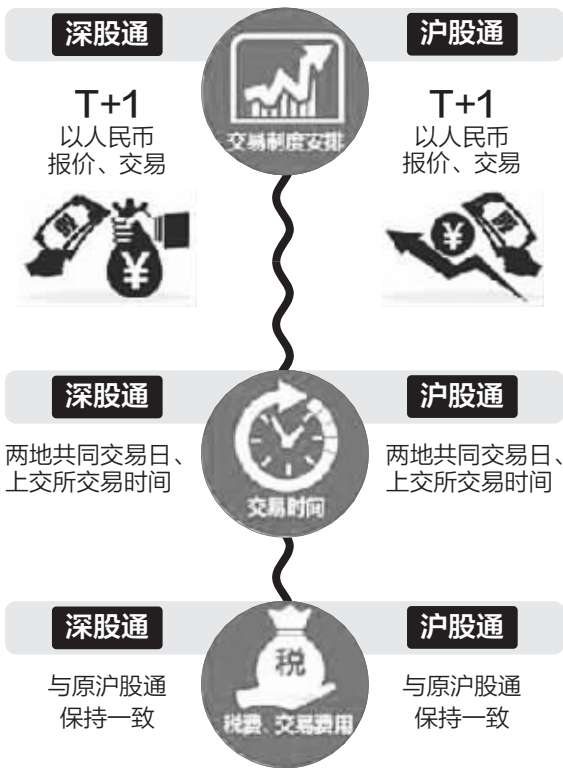 深股通
沪股通
T+1
以人民币
报价、交易
交易制度安排
T+1
以人民币
报价、交易
¥
¥
深股通
沪股通
两地共同交易日、
上交所交易时间
交易时间
两地共同交易日、
上交所交易时间
深股通
沪股通
与原沪股通
保持一致
税
税费、交易费用
与原沪股通
保持一致